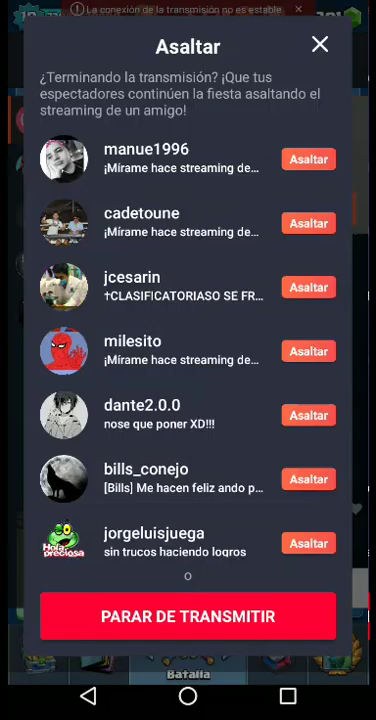 La conexión de la transmisión no es estable
Asaltar
¿Terminando la transmisión? ¡Que tus
espectadores continúen la fiesta asaltando el
streaming de un amigo!
manue1996
¡Mírame hace streaming de...
Asaltar
cadetoune
¡Mírame hace streaming de...
Asaltar
jcesarin
†CLASIFICATORIASO SE FR...
Asaltar
milesito
¡Mírame hace streaming de...
Asaltar
dante2.0.0
nose que poner XD!!!
Asaltar
bills_conejo
[Bills] Me hacen feliz ando p...
Asaltar
Hola
preciosa
jorgeluisjuega
sin trucos haciendo logros
Asaltar
o
PARAR DE TRANSMITIR
Batalla